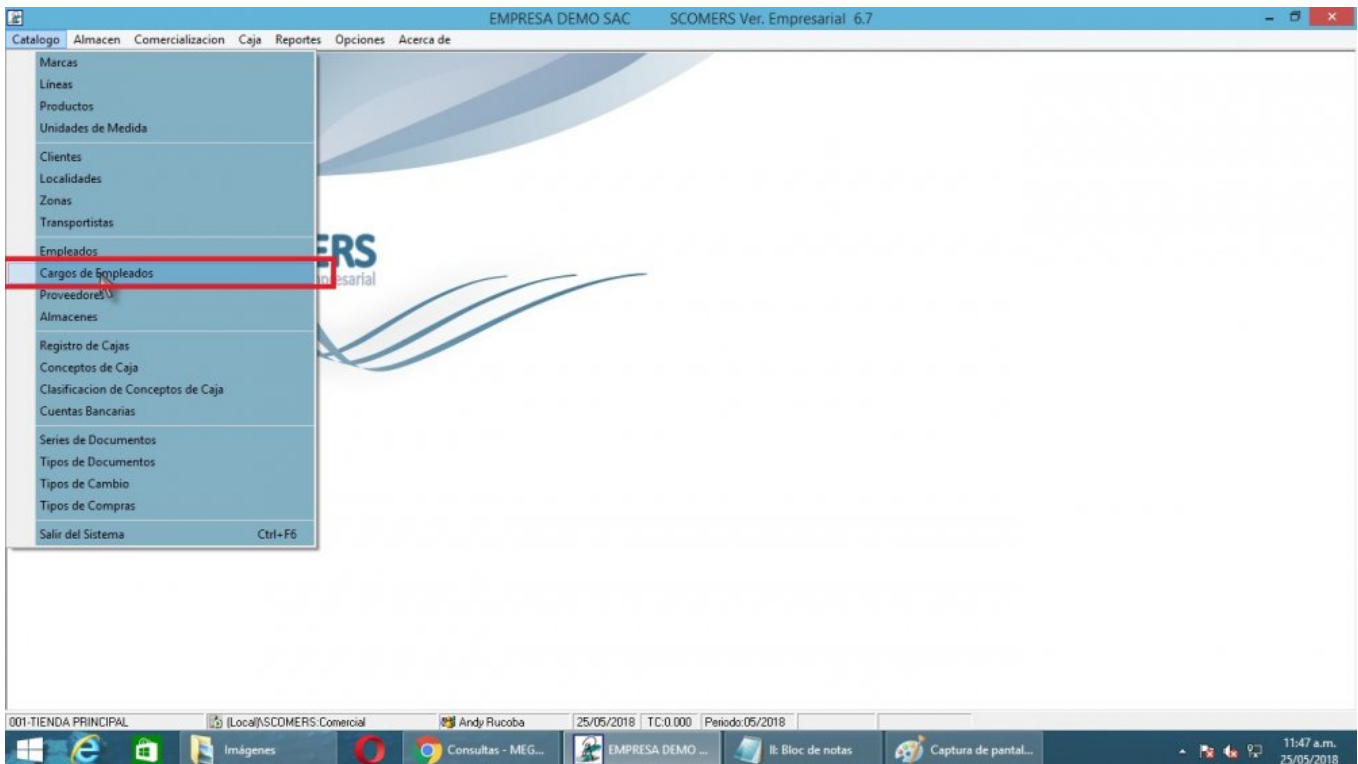 EMPRESA DEMO SAC SCOMERS Ver. Empresarial 6.7
Catalogo Almacen Comercializacion Caja Reportes Opciones Acerca de
Marcas
Líneas
Productos
Unidades de Medida
Clientes
Localidades
Zonas
Transportistas
Empleados
Cargos de Empleados
Proveedores
Almacenes
Registro de Cajas
Conceptos de Caja
Clasificacion de Conceptos de Caja
Cuentas Bancarias
Series de Documentos
Tipos de Documentos
Tipos de Cambio
Tipos de Compras
Salir del Sistema Ctrl+F6
ERS
presarial
001-TIENDA PRINCIPAL (Local)\SCOMERS:Comercial Andy Rucoba 25/05/2018 TC:0.000 Periodo:05/2018
Imágenes Consultas - MEG... EMPRESA DEMO ... II: Bloc de notas Captura de pantal... 11:47 a.m.
25/05/2018